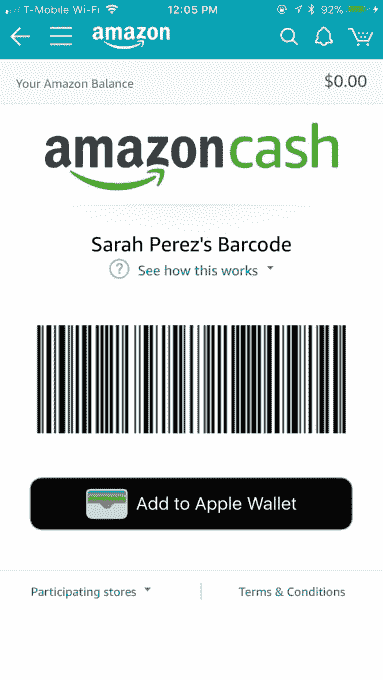 T-Mobile Wi-Fi 12:05 PM 92%
amazon
Your Amazon Balance $0.00
amazoncash
Sarah Perez's Barcode
? See how this works
Add to Apple Wallet
Participating stores Terms & Conditions